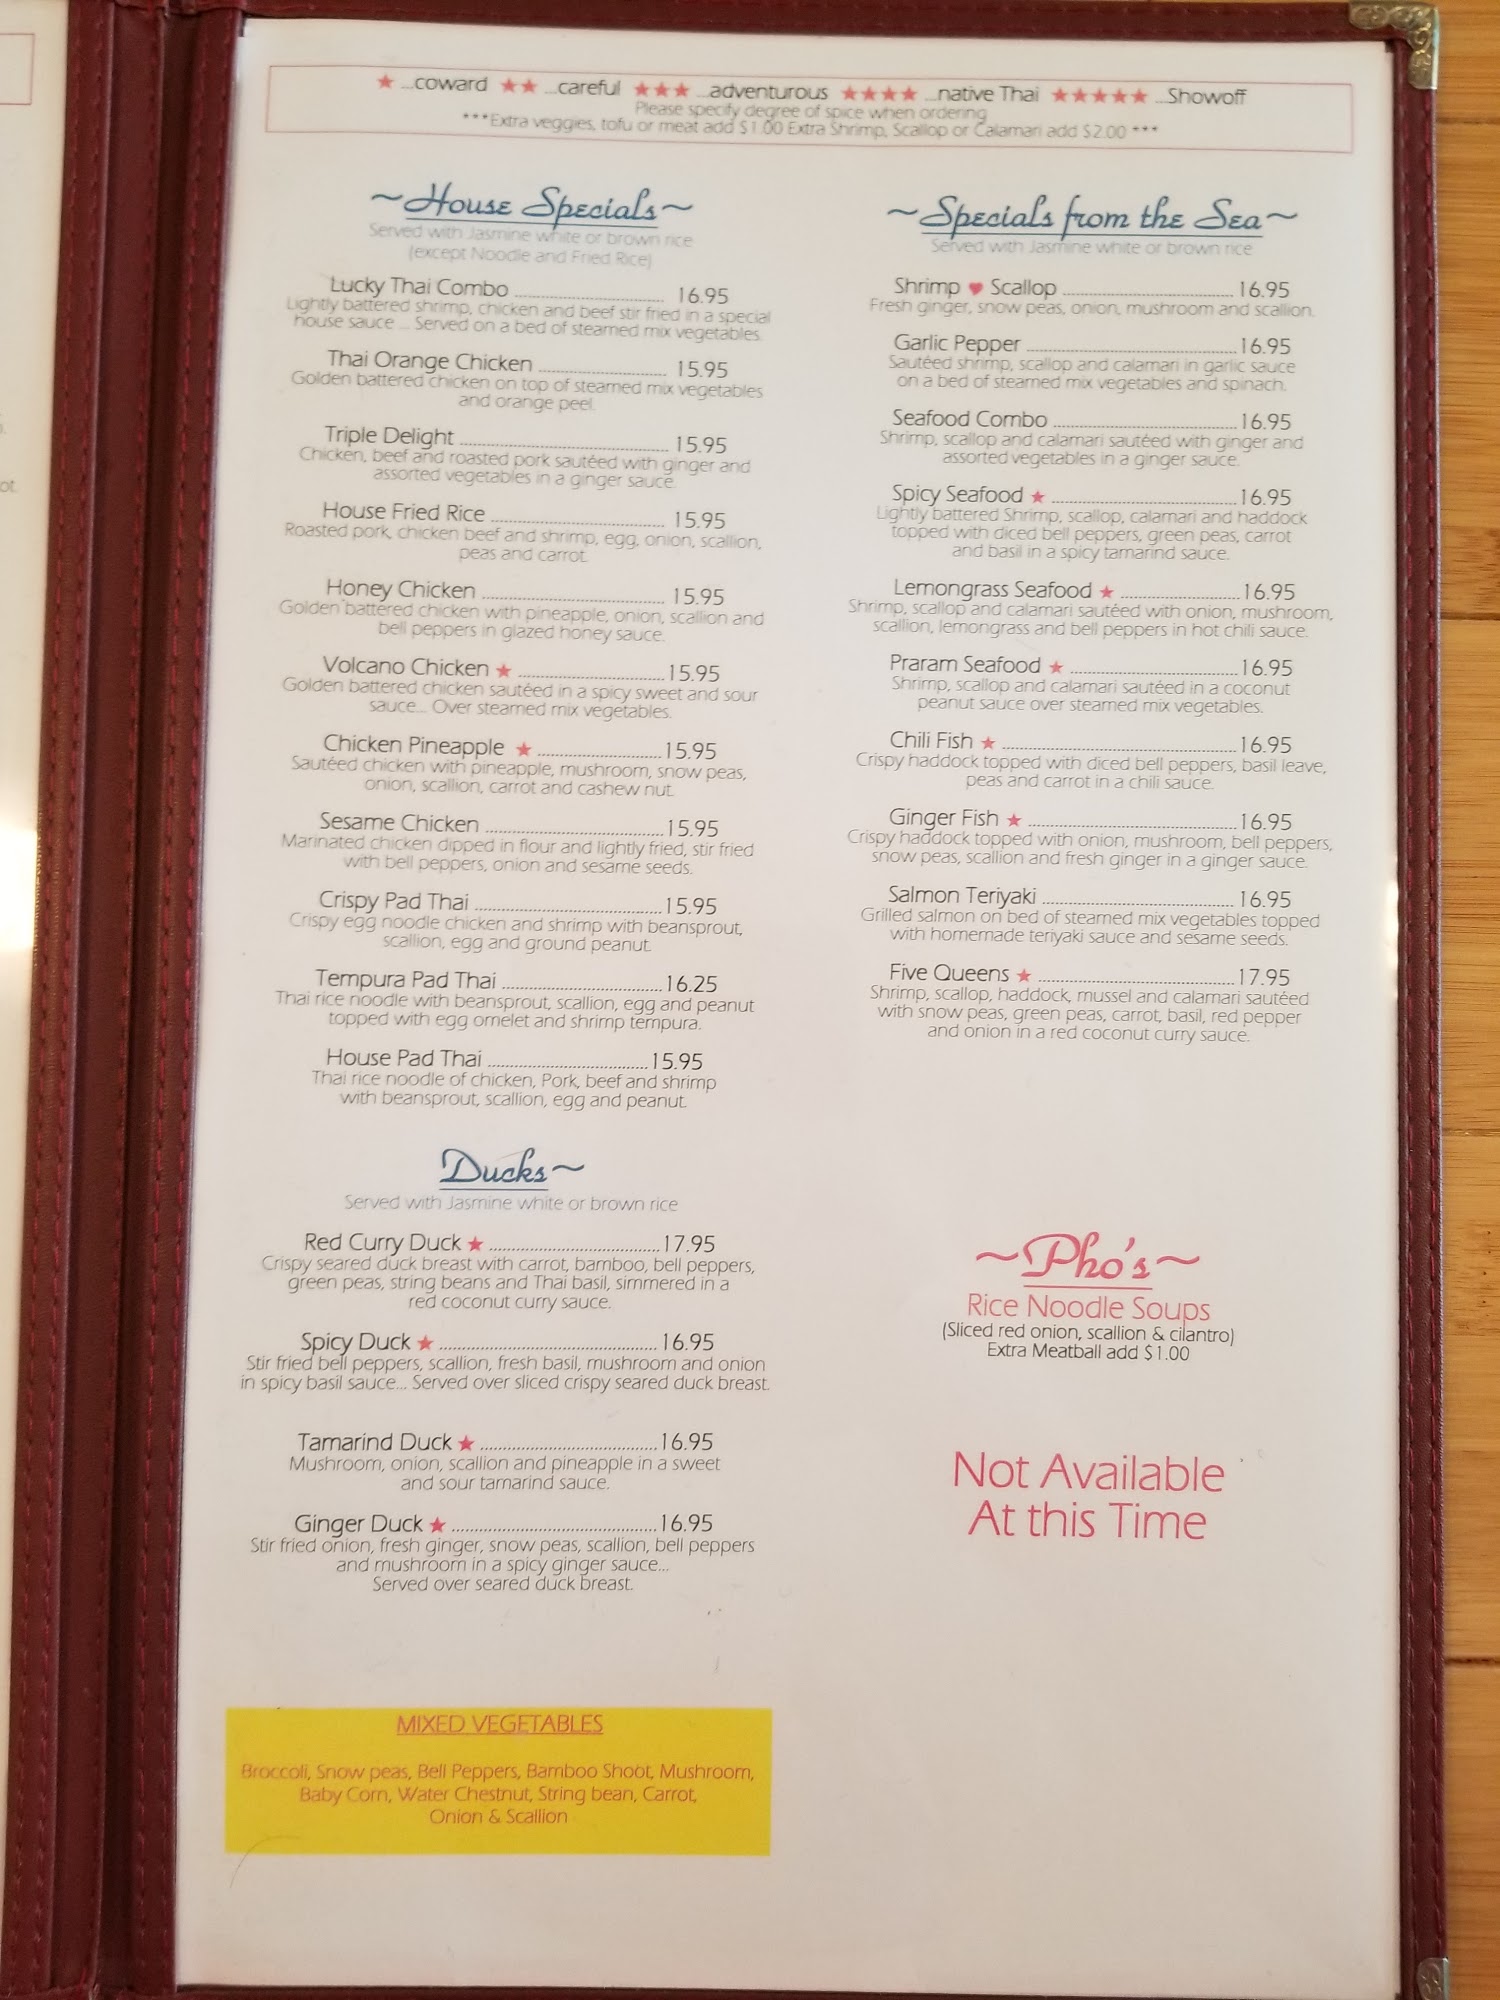 ★ ...coward ★★ ...careful ★★★ ...adventurous ★★★★ ...native Thai ★★★★★ ...Showoff
Please specify degree of spice when ordering
***Extra veggies, tofu or meat add $1.00 Extra Shrimp, Scallop or Calamari add $2.00 ***
~House Specials~
Served with Jasmine white or brown rice
(except Noodle and Fried Rice)
Lucky Thai Combo ........ 16.95
Lightly battered shrimp, chicken and beef stir fried in a special
house sauce ... Served on a bed of steamed mix vegetables.
Thai Orange Chicken ........ 15.95
Golden battered chicken on top of steamed mix vegetables
and orange peel.
Triple Delight ........ 15.95
Chicken, beef and roasted pork sautéed with ginger and
assorted vegetables in a ginger sauce.
House Fried Rice ........ 15.95
Roasted pork, chicken beef and shrimp, egg, onion, scallion,
peas and carrot.
Honey Chicken ........ 15.95
Golden battered chicken with pineapple, onion, scallion and
bell peppers in glazed honey sauce.
Volcano Chicken ★ ........ 15.95
Golden battered chicken sautéed in a spicy sweet and sour
sauce... Over steamed mix vegetables.
Chicken Pineapple ★ ........ 15.95
Sautéed chicken with pineapple, mushroom, snow peas,
onion, scallion, carrot and cashew nut.
Sesame Chicken ........ 15.95
Marinated chicken dipped in flour and lightly fried, stir fried
with bell peppers, onion and sesame seeds.
Crispy Pad Thai ........ 15.95
Crispy egg noodle chicken and shrimp with beansprout,
scallion, egg and ground peanut.
Tempura Pad Thai ........ 16.25
Thai rice noodle with beansprout, scallion, egg and peanut
topped with egg omelet and shrimp tempura.
House Pad Thai ........ 15.95
Thai rice noodle of chicken, Pork, beef and shrimp
with beansprout, scallion, egg and peanut.
Ducks~
Served with Jasmine white or brown rice
Red Curry Duck ★ ........ 17.95
Crispy seared duck breast with carrot, bamboo, bell peppers,
green peas, string beans and Thai basil, simmered in a
red coconut curry sauce.
Spicy Duck ★ ........ 16.95
Stir fried bell peppers, scallion, fresh basil, mushroom and onion
in spicy basil sauce... Served over sliced crispy seared duck breast.
Tamarind Duck ★ ........ 16.95
Mushroom, onion, scallion and pineapple in a sweet
and sour tamarind sauce.
Ginger Duck ★ ........ 16.95
Stir fried onion, fresh ginger, snow peas, scallion, bell peppers
and mushroom in a spicy ginger sauce...
Served over seared duck breast.
MIXED VEGETABLES
Broccoli, Snow peas, Bell Peppers, Bamboo Shoot, Mushroom,
Baby Corn, Water Chestnut, String bean, Carrot,
Onion & Scallion
~Specials from the Sea~
Served with Jasmine white or brown rice
Shrimp ♥ Scallop ........ 16.95
Fresh ginger, snow peas, onion, mushroom and scallion.
Garlic Pepper ........ 16.95
Sautéed shrimp, scallop and calamari in garlic sauce
on a bed of steamed mix vegetables and spinach.
Seafood Combo ........ 16.95
Shrimp, scallop and calamari sautéed with ginger and
assorted vegetables in a ginger sauce.
Spicy Seafood ★ ........ 16.95
Lightly battered Shrimp, scallop, calamari and haddock
topped with diced bell peppers, green peas, carrot
and basil in a spicy tamarind sauce.
Lemongrass Seafood ★ ........ 16.95
Shrimp, scallop and calamari sautéed with onion, mushroom,
scallion, lemongrass and bell peppers in hot chili sauce.
Praram Seafood ★ ........ 16.95
Shrimp, scallop and calamari sautéed in a coconut
peanut sauce over steamed mix vegetables.
Chili Fish ★ ........ 16.95
Crispy haddock topped with diced bell peppers, basil leave,
peas and carrot in a chili sauce.
Ginger Fish ★ ........ 16.95
Crispy haddock topped with onion, mushroom, bell peppers,
snow peas, scallion and fresh ginger in a ginger sauce.
Salmon Teriyaki ........ 16.95
Grilled salmon on bed of steamed mix vegetables topped
with homemade teriyaki sauce and sesame seeds.
Five Queens ★ ........ 17.95
Shrimp, scallop, haddock, mussel and calamari sautéed
with snow peas, green peas, carrot, basil, red pepper
and onion in a red coconut curry sauce.
~Pho's~
Rice Noodle Soups
(Sliced red onion, scallion & cilantro)
Extra Meatball add $1.00
Not Available
At this Time